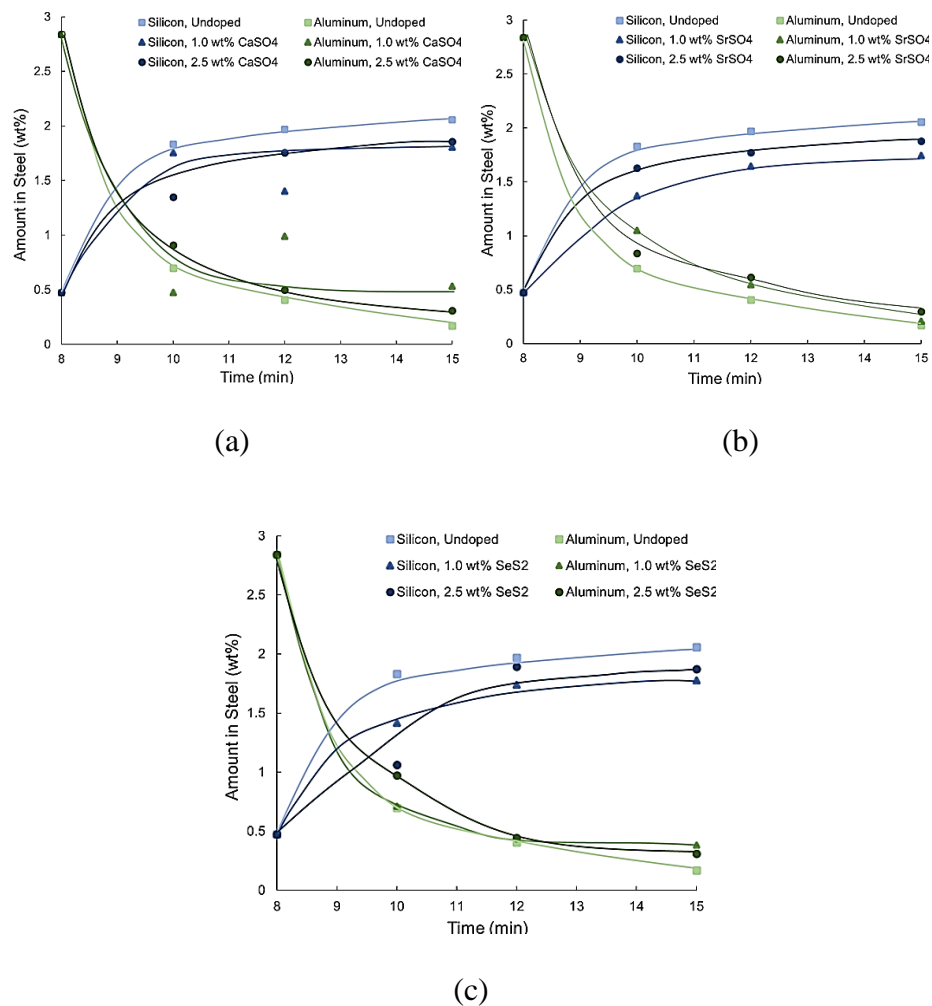 Silicon, Undoped Aluminum, Undoped
Silicon, 1.0 wt% CaSO4 Aluminum, 1.0 wt% CaSO4
Silicon, 2.5 wt% CaSO4 Aluminum, 2.5 wt% CaSO4
Amount in Steel (wt%)
3
2.5
2
1.5
1
0.5
0
8 9 10 11 12 13 14 15
Time (min)
(a)
Silicon, Undoped Aluminum, Undoped
Silicon, 1.0 wt% SrSO4 Aluminum, 1.0 wt% SrSO4
Silicon, 2.5 wt% SrSO4 Aluminum, 2.5 wt% SrSO4
Amount in Steel (wt%)
3
2.5
2
1.5
1
0.5
0
8 9 10 11 12 13 14 15
Time (min)
(b)
Silicon, Undoped Aluminum, Undoped
Silicon, 1.0 wt% SeS2 Aluminum, 1.0 wt% SeS2
Silicon, 2.5 wt% SeS2 Aluminum, 2.5 wt% SeS2
Amount in Steel (wt%)
3
2.5
2
1.5
1
0.5
0
8 9 10 11 12 13 14 15
Time (min)
(c)